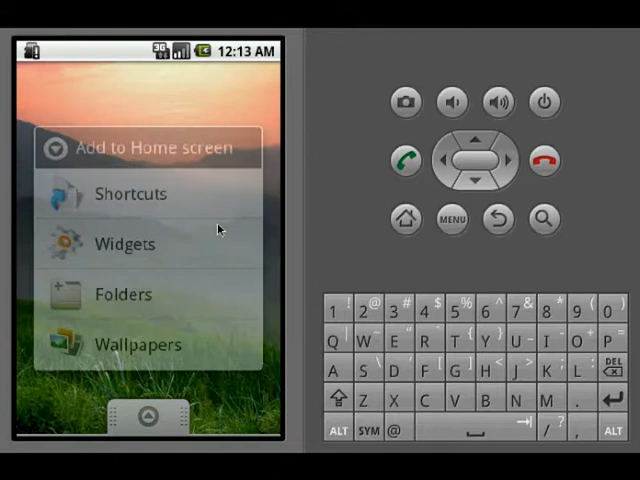 3G 12:13 AM
Add to Home screen
Shortcuts
Widgets
Folders
Wallpapers
MENU
1 ! 2 @ 3 # 4 $ 5 % 6 ^ 7 & 8 * 9 ( 0 )
Q | W ~ E " R ` T { Y } U _ I - O + P =
A S \ D ' F [ G ] H < J > K ; L : DEL
Z X C V B N M .
ALT SYM @ / ? , ALT